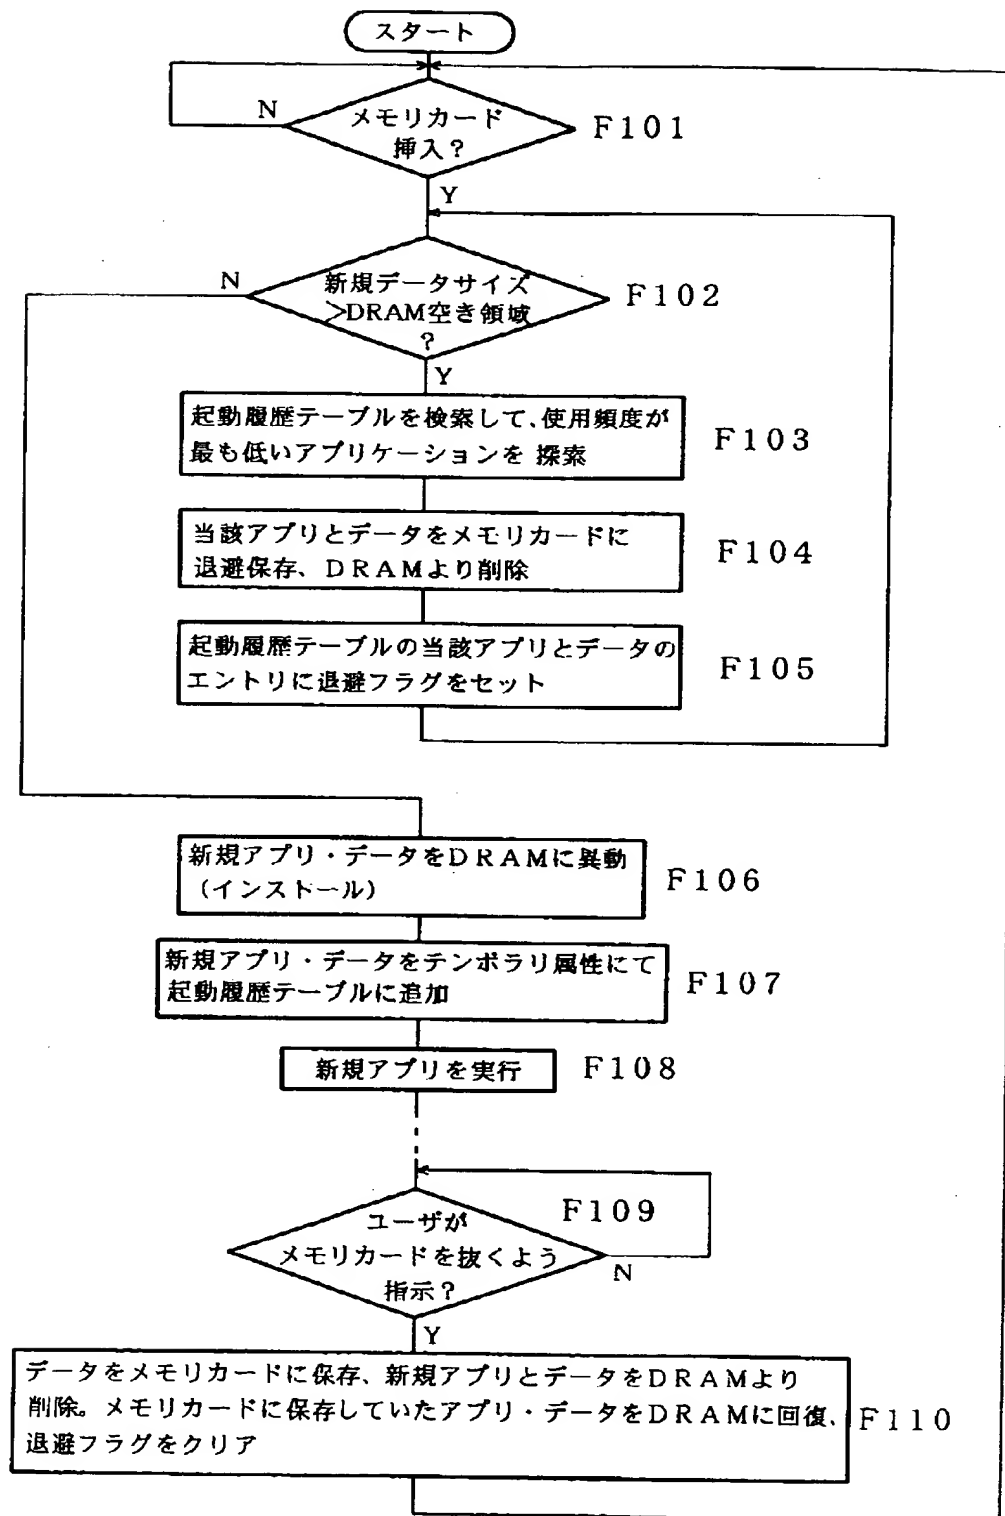 スタート
N
メモリカード
挿入？
F101
Y
N
新規データサイズ
＞DRAM空き領域
？
F102
Y
起動履歴テーブルを検索して、使用頻度が
最も低いアプリケーションを 探索
F103
当該アプリとデータをメモリカードに
退避保存、DRAMより削除
F104
起動履歴テーブルの当該アプリとデータの
エントリに退避フラグをセット
F105
新規アプリ・データをDRAMに異動
（インストール）
F106
新規アプリ・データをテンポラリ属性にて
起動履歴テーブルに追加
F107
新規アプリを実行
F108
F109
ユーザが
メモリカードを抜くよう
指示？
N
Y
データをメモリカードに保存、新規アプリとデータをDRAMより
削除。メモリカードに保存していたアプリ・データをDRAMに回復、
退避フラグをクリア
F110